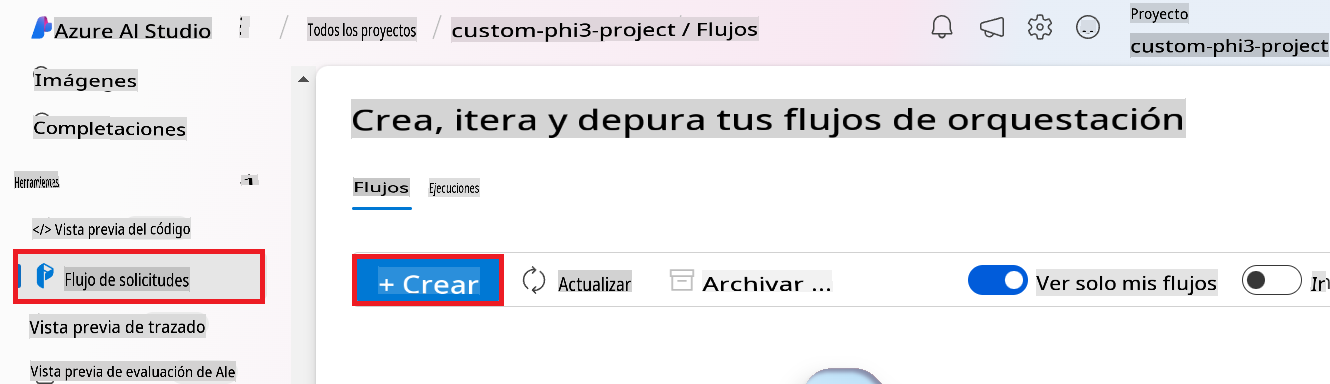 Azure AI Studio / Todos los proyectos / custom-phi3-project / Flujos
Proyecto
custom-phi3-project
Imágenes
Completaciones
Herramientas
</> Vista previa del código
Flujo de solicitudes
Vista previa de trazado
Vista previa de evaluación de Ale
Crea, itera y depura tus flujos de orquestación
Flujos Ejecuciones
+ Crear Actualizar Archivar ... Ver solo mis flujos